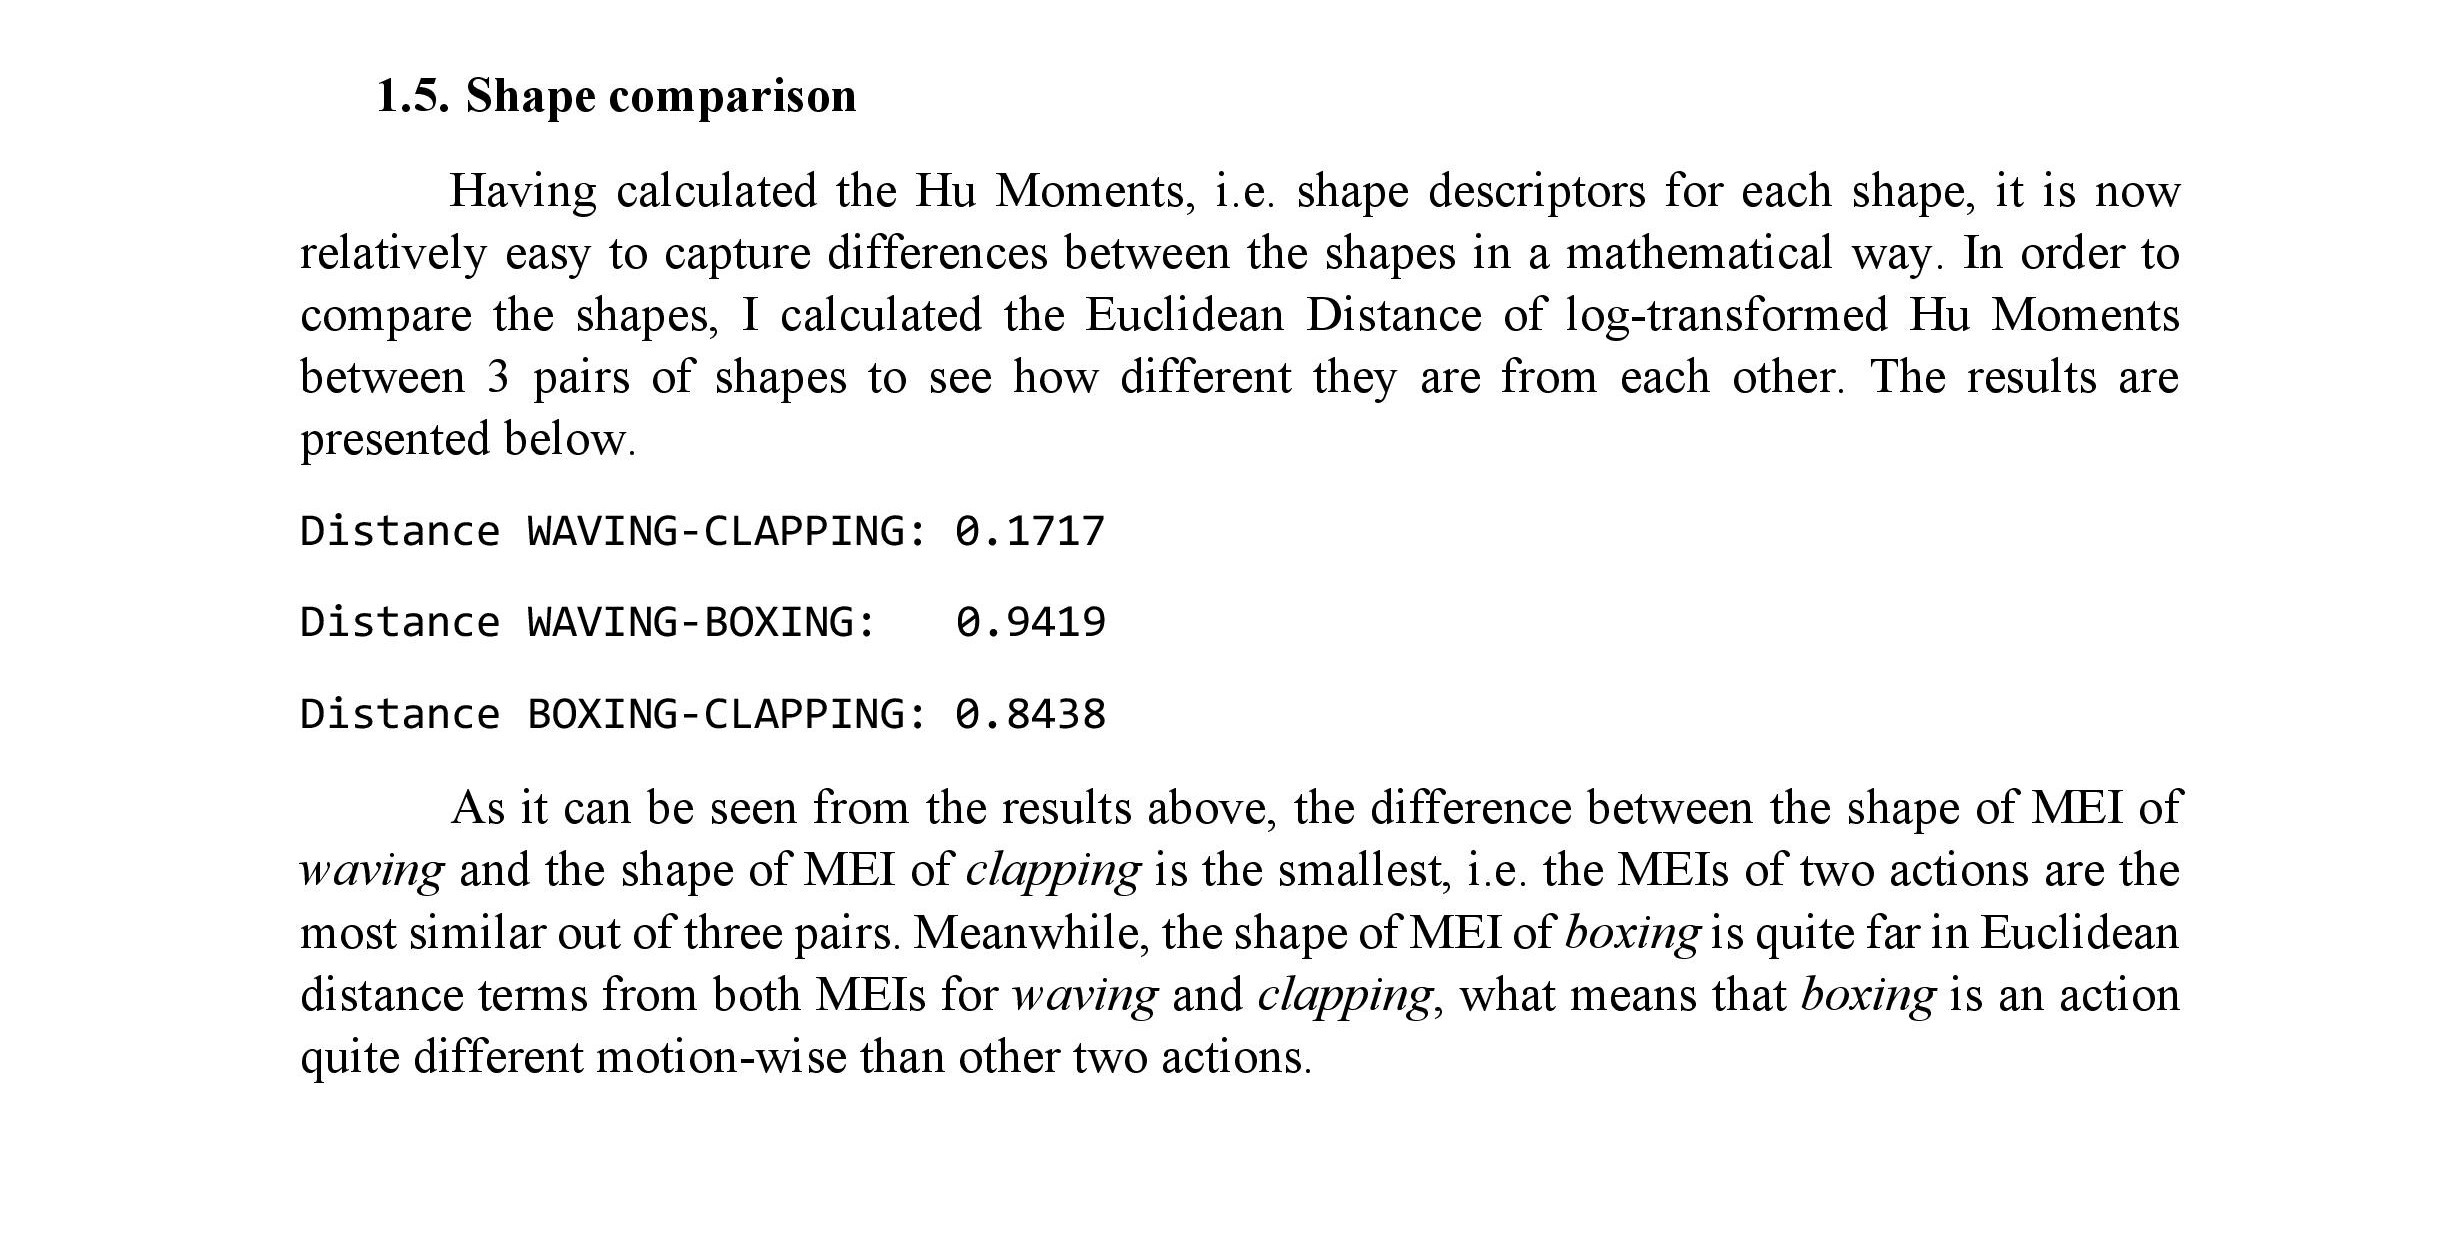 1.5. Shape comparison
Having calculated the Hu Moments, i.e. shape descriptors for each shape, it is now
relatively easy to capture differences between the shapes in a mathematical way. In order to
compare the shapes, I calculated the Euclidean Distance of log-transformed Hu Moments
between 3 pairs of shapes to see how different they are from each other. The results are
presented below.
Distance WAVING-CLAPPING: 0.1717
Distance WAVING-BOXING: 0.9419
Distance BOXING-CLAPPING: 0.8438
As it can be seen from the results above, the difference between the shape of MEI of
waving and the shape of MEI of clapping is the smallest, i.e. the MEIs of two actions are the
most similar out of three pairs. Meanwhile, the shape of MEI of boxing is quite far in Euclidean
distance terms from both MEIs for waving and clapping, what means that boxing is an action
quite different motion-wise than other two actions.